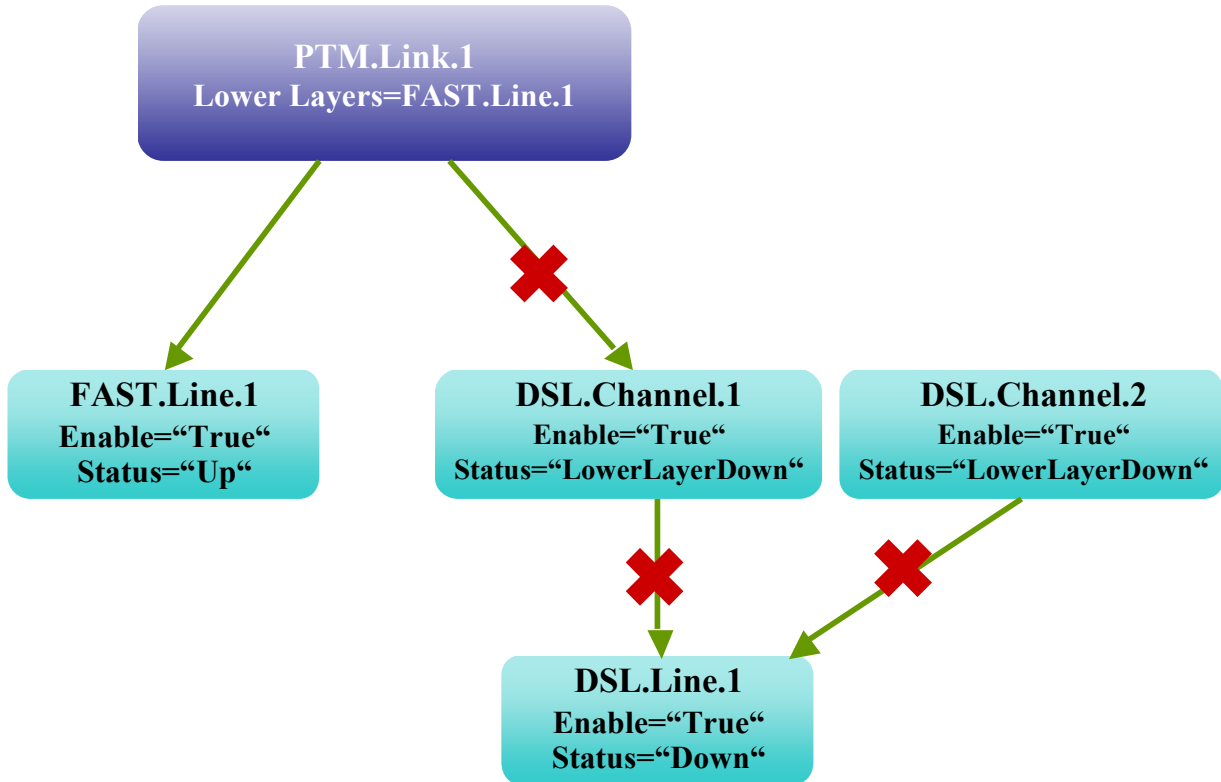 PTM.Link.1
Lower Layers=FAST.Line.1
FAST.Line.1
Enable=“True“
Status=“Up“
DSL.Channel.1
Enable=“True“
Status=“LowerLayerDown“
DSL.Channel.2
Enable=“True“
Status=“LowerLayerDown“
DSL.Line.1
Enable=“True“
Status=“Down“